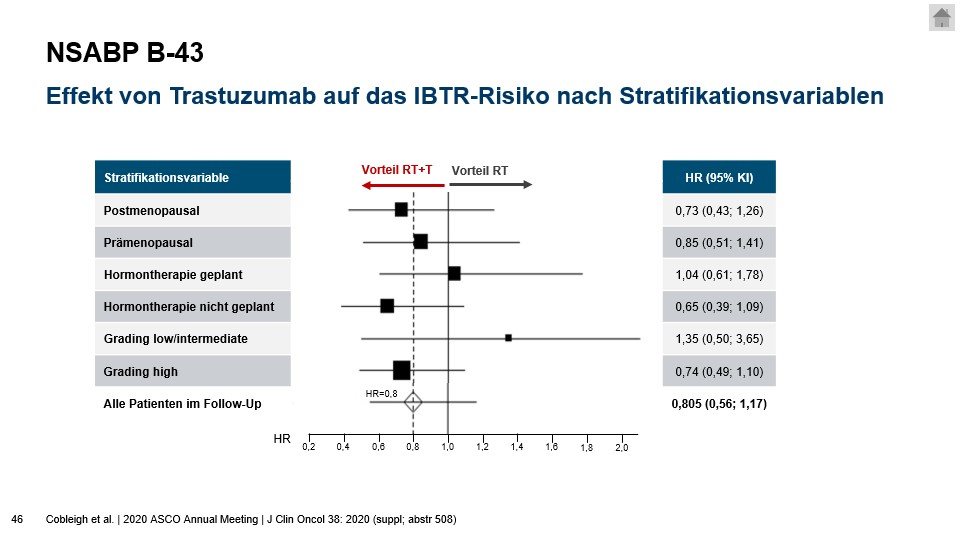 NSABP B-43
Effekt von Trastuzumab auf das IBTR-Risiko nach Stratifikationsvariablen
Stratifikationsvariable Vorteil RT+T Vorteil RT HR (95% KI)
Postmenopausal 0,73 (0,43; 1,26)
Prämenopausal 0,85 (0,51; 1,41)
Hormontherapie geplant 1,04 (0,61; 1,78)
Hormontherapie nicht geplant 0,65 (0,39; 1,09)
Grading low/intermediate 1,35 (0,50; 3,65)
Grading high 0,74 (0,49; 1,10)
HR=0,8
Alle Patienten im Follow-Up 0,805 (0,56; 1,17)
HR 0,2 0,4 0,6 0,8 1,0 1,2 1,4 1,6 1,8 2,0
46 Cobleigh et al. | 2020 ASCO Annual Meeting | J Clin Oncol 38: 2020 (suppl; abstr 508)